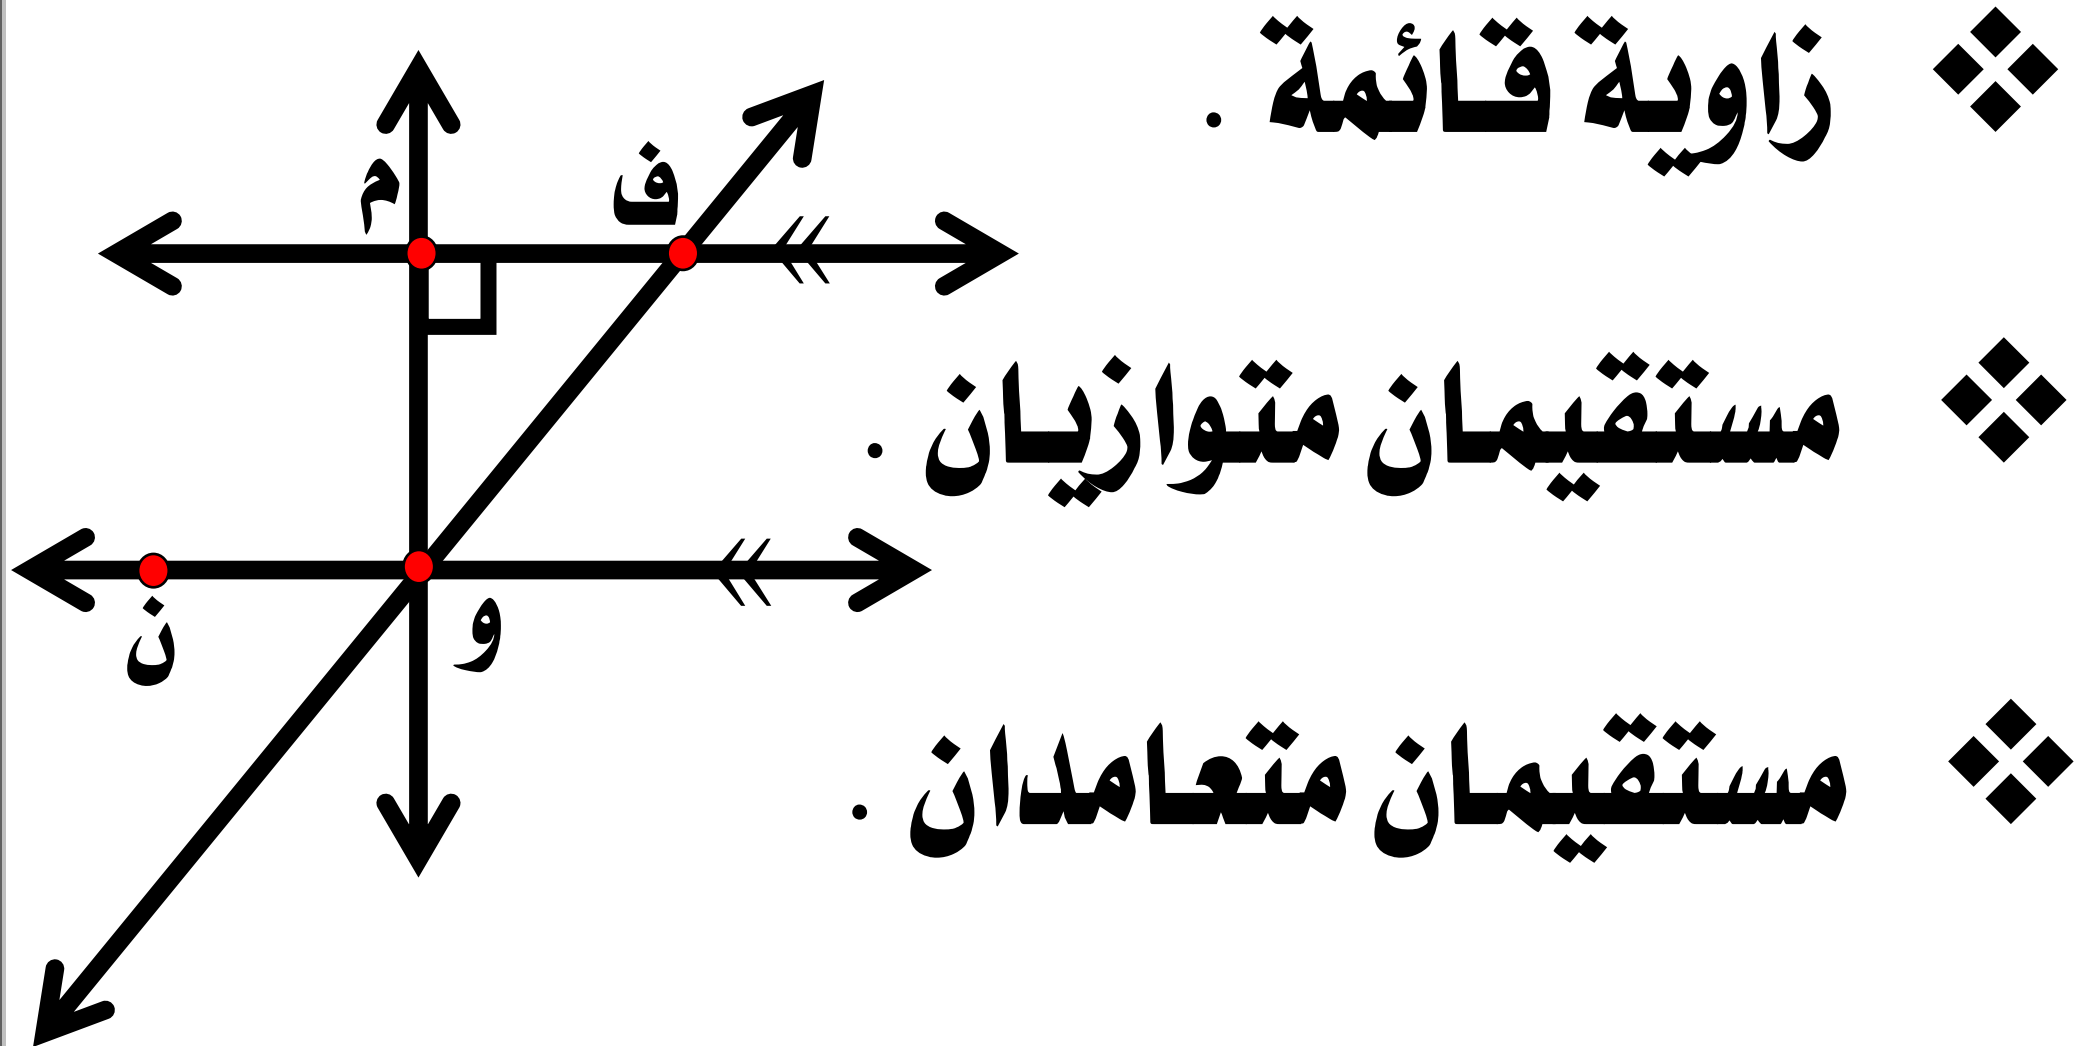 زاوية قائمة .
م
ف
مستقيمان متوازيان .
ن
و
مستقيمان متعامدان .